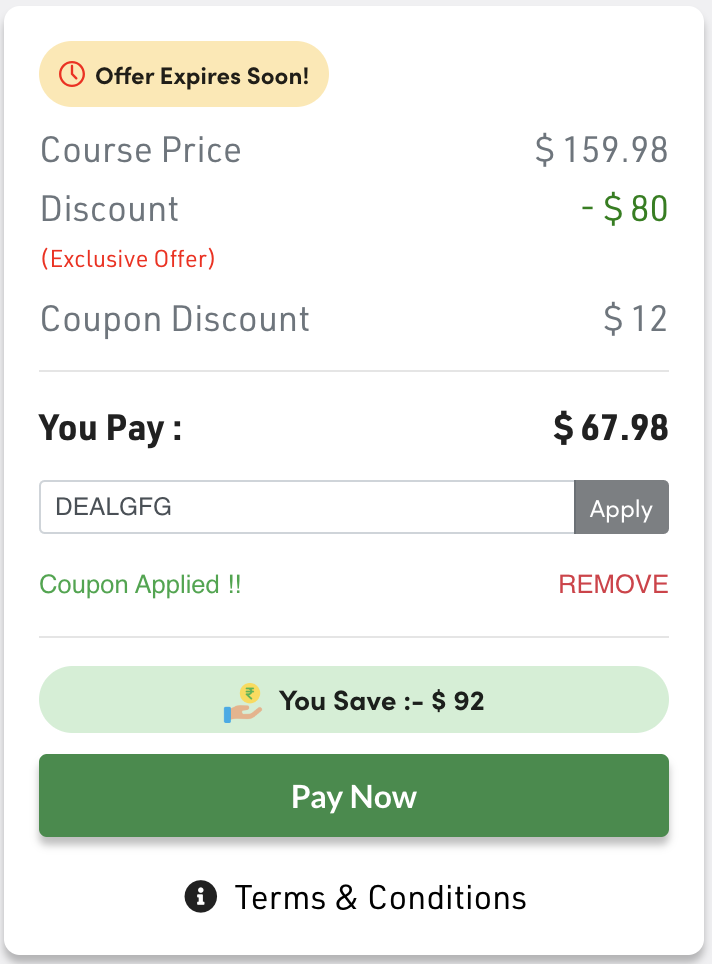 Offer Expires Soon!
Course Price $ 159.98
Discount - $ 80
(Exclusive Offer)
Coupon Discount $ 12
You Pay : $ 67.98
DEALGFG Apply
Coupon Applied !! REMOVE
₹ You Save :- $ 92
Pay Now
i Terms & Conditions